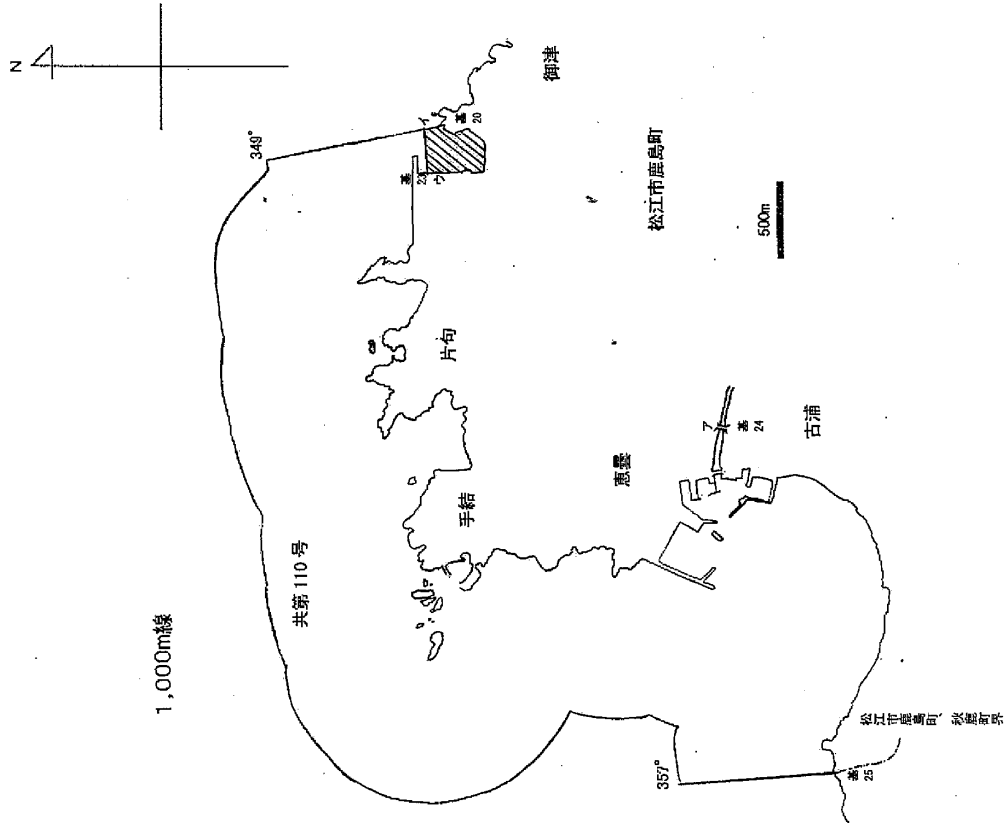 N
349°
御津
イ
基
20
基
23
ウ
1,000m線
共第110号
片句
手結
恵曇
松江市鹿島町
500m
ア
基
24
古浦
357°
松江市鹿島町、秋鹿町界
基
25